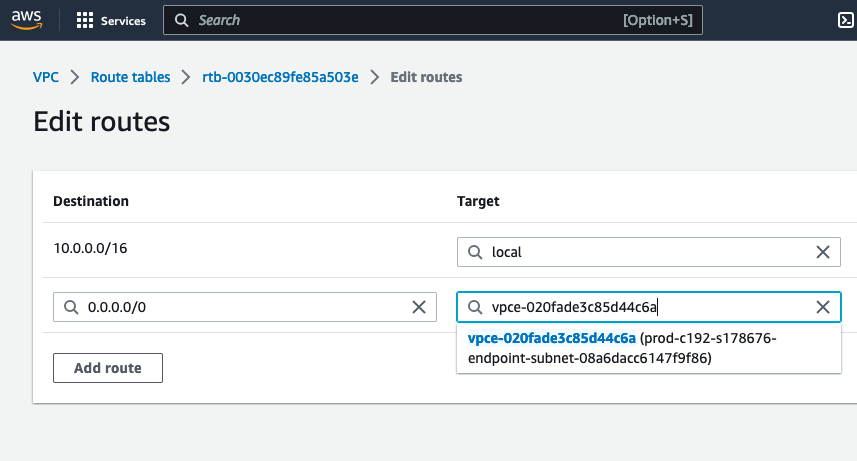 aws Services Search [Option+S]
VPC > Route tables > rtb-0030ec89fe85a503e > Edit routes
Edit routes
Destination Target
10.0.0.0/16 local
0.0.0.0/0 vpce-020fade3c85d44c6a
vpce-020fade3c85d44c6a (prod-c192-s178676-
endpoint-subnet-08a6dacc6147f9f86)
Add route